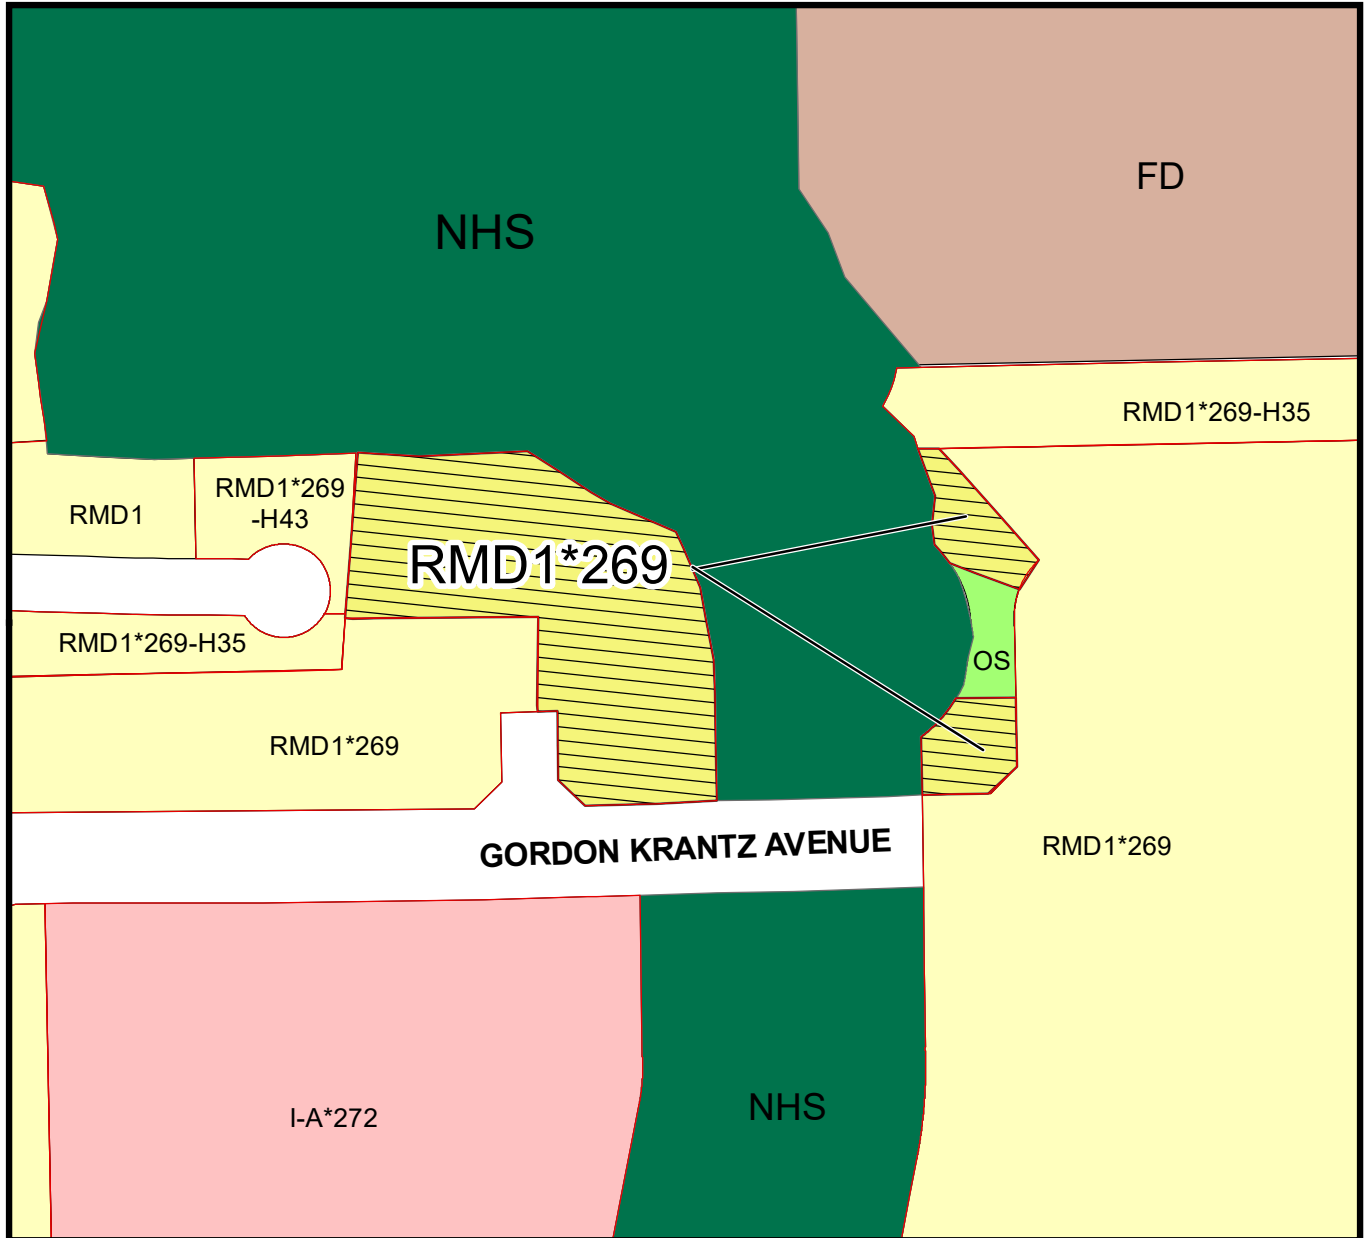 FD
NHS
RMD1*269-H35
RMD1*269
-H43
RMD1
RMD1*269
RMD1*269-H35
OS
RMD1*269
GORDON KRANTZ AVENUE
RMD1*269
I-A*272
NHS